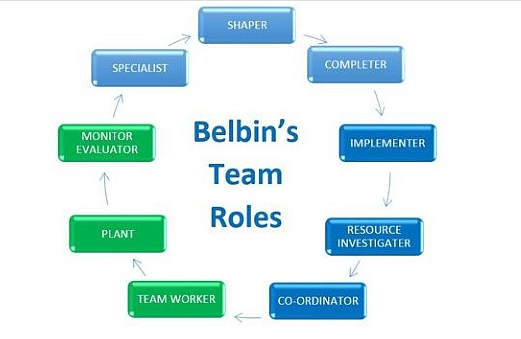 SHAPER
COMPLETER
IMPLEMENTER
RESOURCE
INVESTIGATER
CO-ORDINATOR
TEAM WORKER
PLANT
MONITOR
EVALUATOR
SPECIALIST
Belbin's
Team
Roles